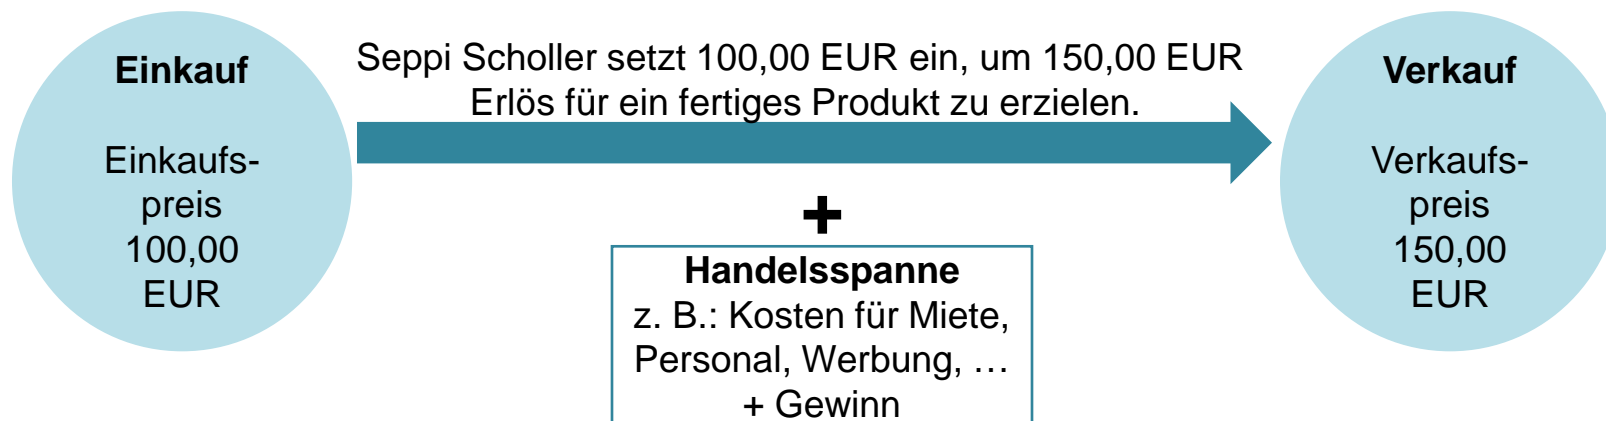 Einkauf
Einkaufs-
preis
100,00
EUR
Seppi Scholler setzt 100,00 EUR ein, um 150,00 EUR
Erlös für ein fertiges Produkt zu erzielen.
+
Handelsspanne
z. B.: Kosten für Miete,
Personal, Werbung, …
+ Gewinn
Verkauf
Verkaufs-
preis
150,00
EUR